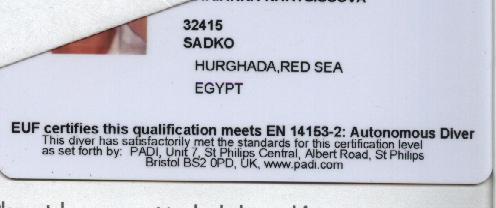 32415
SADKO
HURGHADA,RED SEA
EGYPT
EUF certifies this qualification meets EN 14153-2: Autonomous Diver
This diver has satisfactorily met the standards for this certification level
as set forth by: PADI, Unit 7, St Philips Central, Albert Road, St Philips
Bristol BS2 0PD, UK, www.padi.com